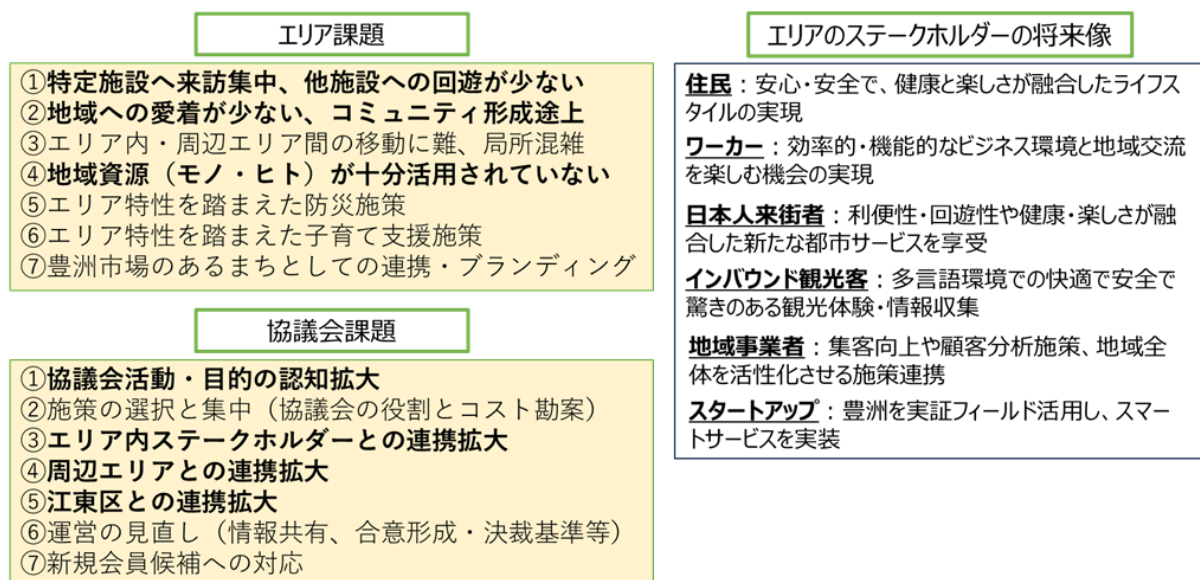 エリア課題
①特定施設へ来訪集中、他施設への回遊が少ない
②地域への愛着が少ない、コミュニティ形成途上
③エリア内・周辺エリア間の移動に難、局所混雑
④地域資源（モノ・ヒト）が十分活用されていない
⑤エリア特性を踏まえた防災施策
⑥エリア特性を踏まえた子育て支援施策
⑦豊洲市場のあるまちとしての連携・ブランディング
協議会課題
①協議会活動・目的の認知拡大
②施策の選択と集中（協議会の役割とコスト勘案）
③エリア内ステークホルダーとの連携拡大
④周辺エリアとの連携拡大
⑤江東区との連携拡大
⑥運営の見直し（情報共有、合意形成・決裁基準等）
⑦新規会員候補への対応
エリアのステークホルダーの将来像
住民：安心・安全で、健康と楽しさが融合したライフス
タイルの実現
ワーカー：効率的・機能的なビジネス環境と地域交流
を楽しむ機会の実現
日本人来街者：利便性・回遊性や健康・楽しさが融
合した新たな都市サービスを享受
インバウンド観光客：多言語環境での快適で安全で
驚きのある観光体験・情報収集
地域事業者：集客向上や顧客分析施策、地域全
体を活性化させる施策連携
スタートアップ：豊洲を実証フィールド活用し、スマー
トサービスを実装